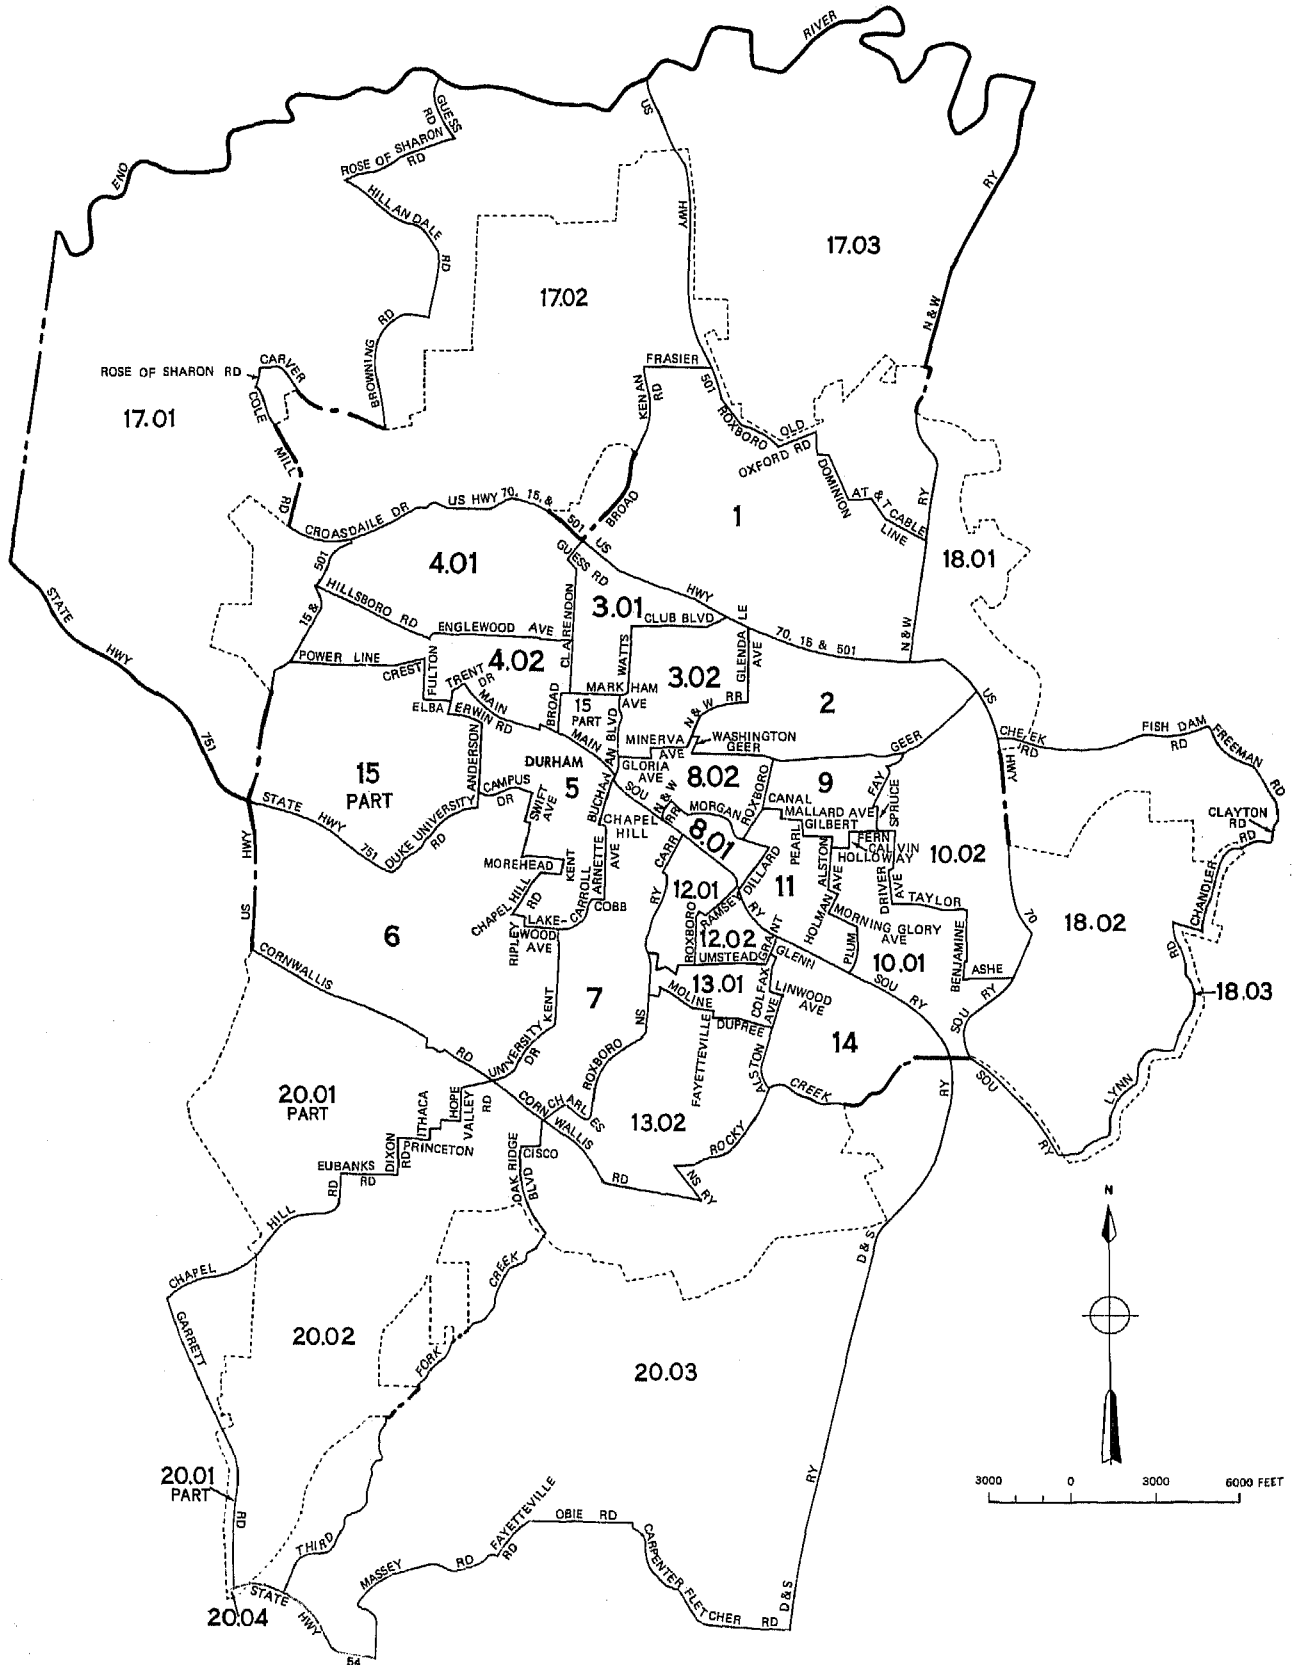 RIVER
ENO
GUESS
RD
US
ROSE OF SHARON
RD
HILLANDALE
RD
RY
HWY
17.03
17.02
N & W
BROWNING
RD
ROSE OF SHARON RD
CARVER
COLE
MILL
RD
17.01
FRASIER
KENAN
RD
501
ROXBORO
OLD
OXFORD RD
DOMINION
AT & T CABLE
LINE
RY
BROAD
1
US HWY 70, 15, &
501
CROASDAILE DR
501
15 &
4.01
GUESS RD
US
HWY
18.01
N & W
STATE
HWY
751
HILLSBORO RD
3.01
CLUB BLVD
ENGLEWOOD AVE
CLARENDON
WATTS
GLENDALE
AVE
70, 15 & 501
POWER LINE
CREST
FULTON
TRENT
DR
4.02
MARKHAM
AVE
3.02
RR
N & W
2
US
ELBA
ERWIN RD
MAIN
BROAD
15
PART
MAIN
MINERVA
AVE
WASHINGTON
GEER
GEER
CHEEK
RD
FISH DAM
RD
FREEMAN
RD
HWY
ANDERSON
DURHAM
5
BUCHANAN BLVD
GLORIA
AVE
SOU
N & W
RR
8.02
ROXBORO
9
FAY
SPRUCE
CLAYTON
RD
15
PART
CAMPUS
DR
SWIFT
AVE
CHAPEL
HILL
MORGAN
CANAL
MALLARD AVE
GILBERT
STATE
HWY
751
DUKE UNIVERSITY
RD
HWY
US
8.01
PEARL
FERN
CALVIN
HOLLOWAY
10.02
MOREHEAD
KENT
ARNETTE
AVE
CARR
DILLARD
11
ALSTON
AVE
DRIVER
AVE
TAYLOR
CHANDLER
RD
CHAPEL HILL
RD
CARROLL
COBB
RY
12.01
RAMSEY
RY
HOLMAN
MORNING GLORY
AVE
70
18.02
6
RIPLEY
LAKEWOOD
AVE
ROXBORO
12.02
GRANT
UMSTEAD
GLENN
PLUM
10.01
BENJAMINE
ASHE
RD
CORNWALLIS
RD
KENT
7
NS
13.01
MOLINE
COLFAX
LINWOOD
AVE
SOU
RY
SOU
RY
18.03
UNIVERSITY
DR
ROXBORO
FAYETTEVILLE
DUPREE
ALSTON
AVE
14
CREEK
RY
SOU
RY
LYNN
20.01
PART
ITHACA
HOPE
VALLEY
RD
CHARLES
CORNWALLIS
RD
13.02
ROCKY
NS RY
DIXON
RD
PRINCETON
EUBANKS
RD
RD
OAK RIDGE
BLVD
CISCO
CHAPEL
HILL
CREEK
D & S
N
GARRETT
RD
20.02
FORK
20.03
20.01
PART
RY
3000 0 3000 6000 FEET
THIRD
FAYETTEVILLE
RD
OBIE RD
MASSEY
RD
CARPENTER FLETCHER RD
D & S
STATE
HWY
54
20.04